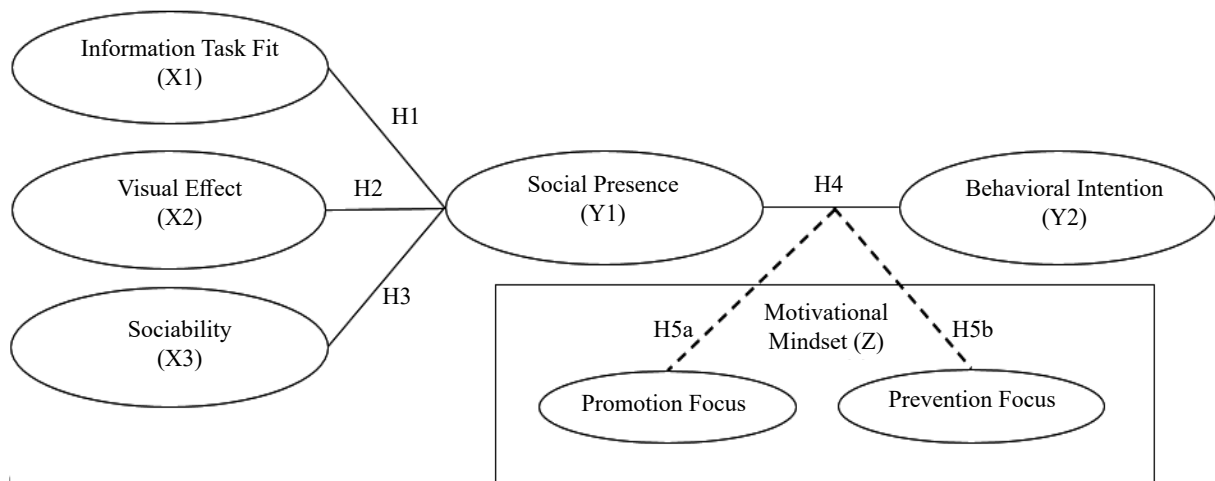 Information Task Fit
(X1)
H1
Visual Effect
(X2)
H2
Sociability
(X3)
H3
Social Presence
(Y1)
H4
Behavioral Intention
(Y2)
Motivational
Mindset (Z)
H5a
H5b
Promotion Focus
Prevention Focus